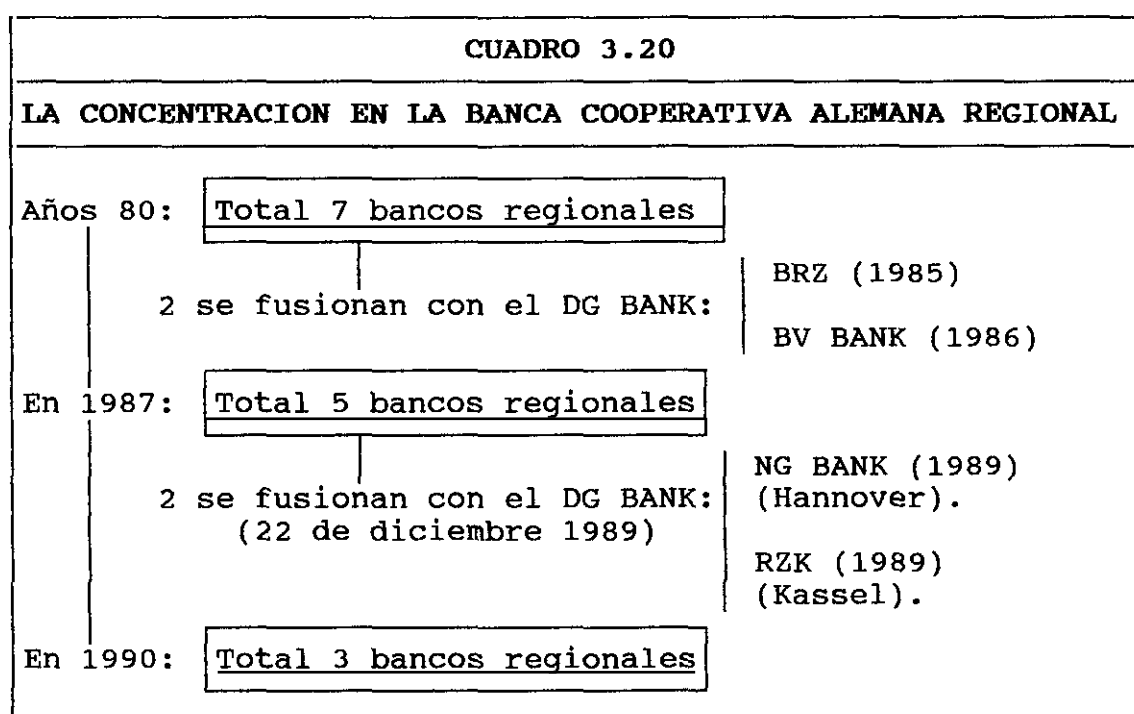 CUADRO 3.20
LA CONCENTRACION EN LA BANCA COOPERATIVA ALEMANA REGIONAL
Años 80: Total 7 bancos regionales
2 se fusionan con el DG BANK:
BRZ (1985)
BV BANK (1986)
En 1987: Total 5 bancos regionales
2 se fusionan con el DG BANK:
(22 de diciembre 1989)
NG BANK (1989)
(Hannover).
RZK (1989)
(Kassel).
En 1990: Total 3 bancos regionales